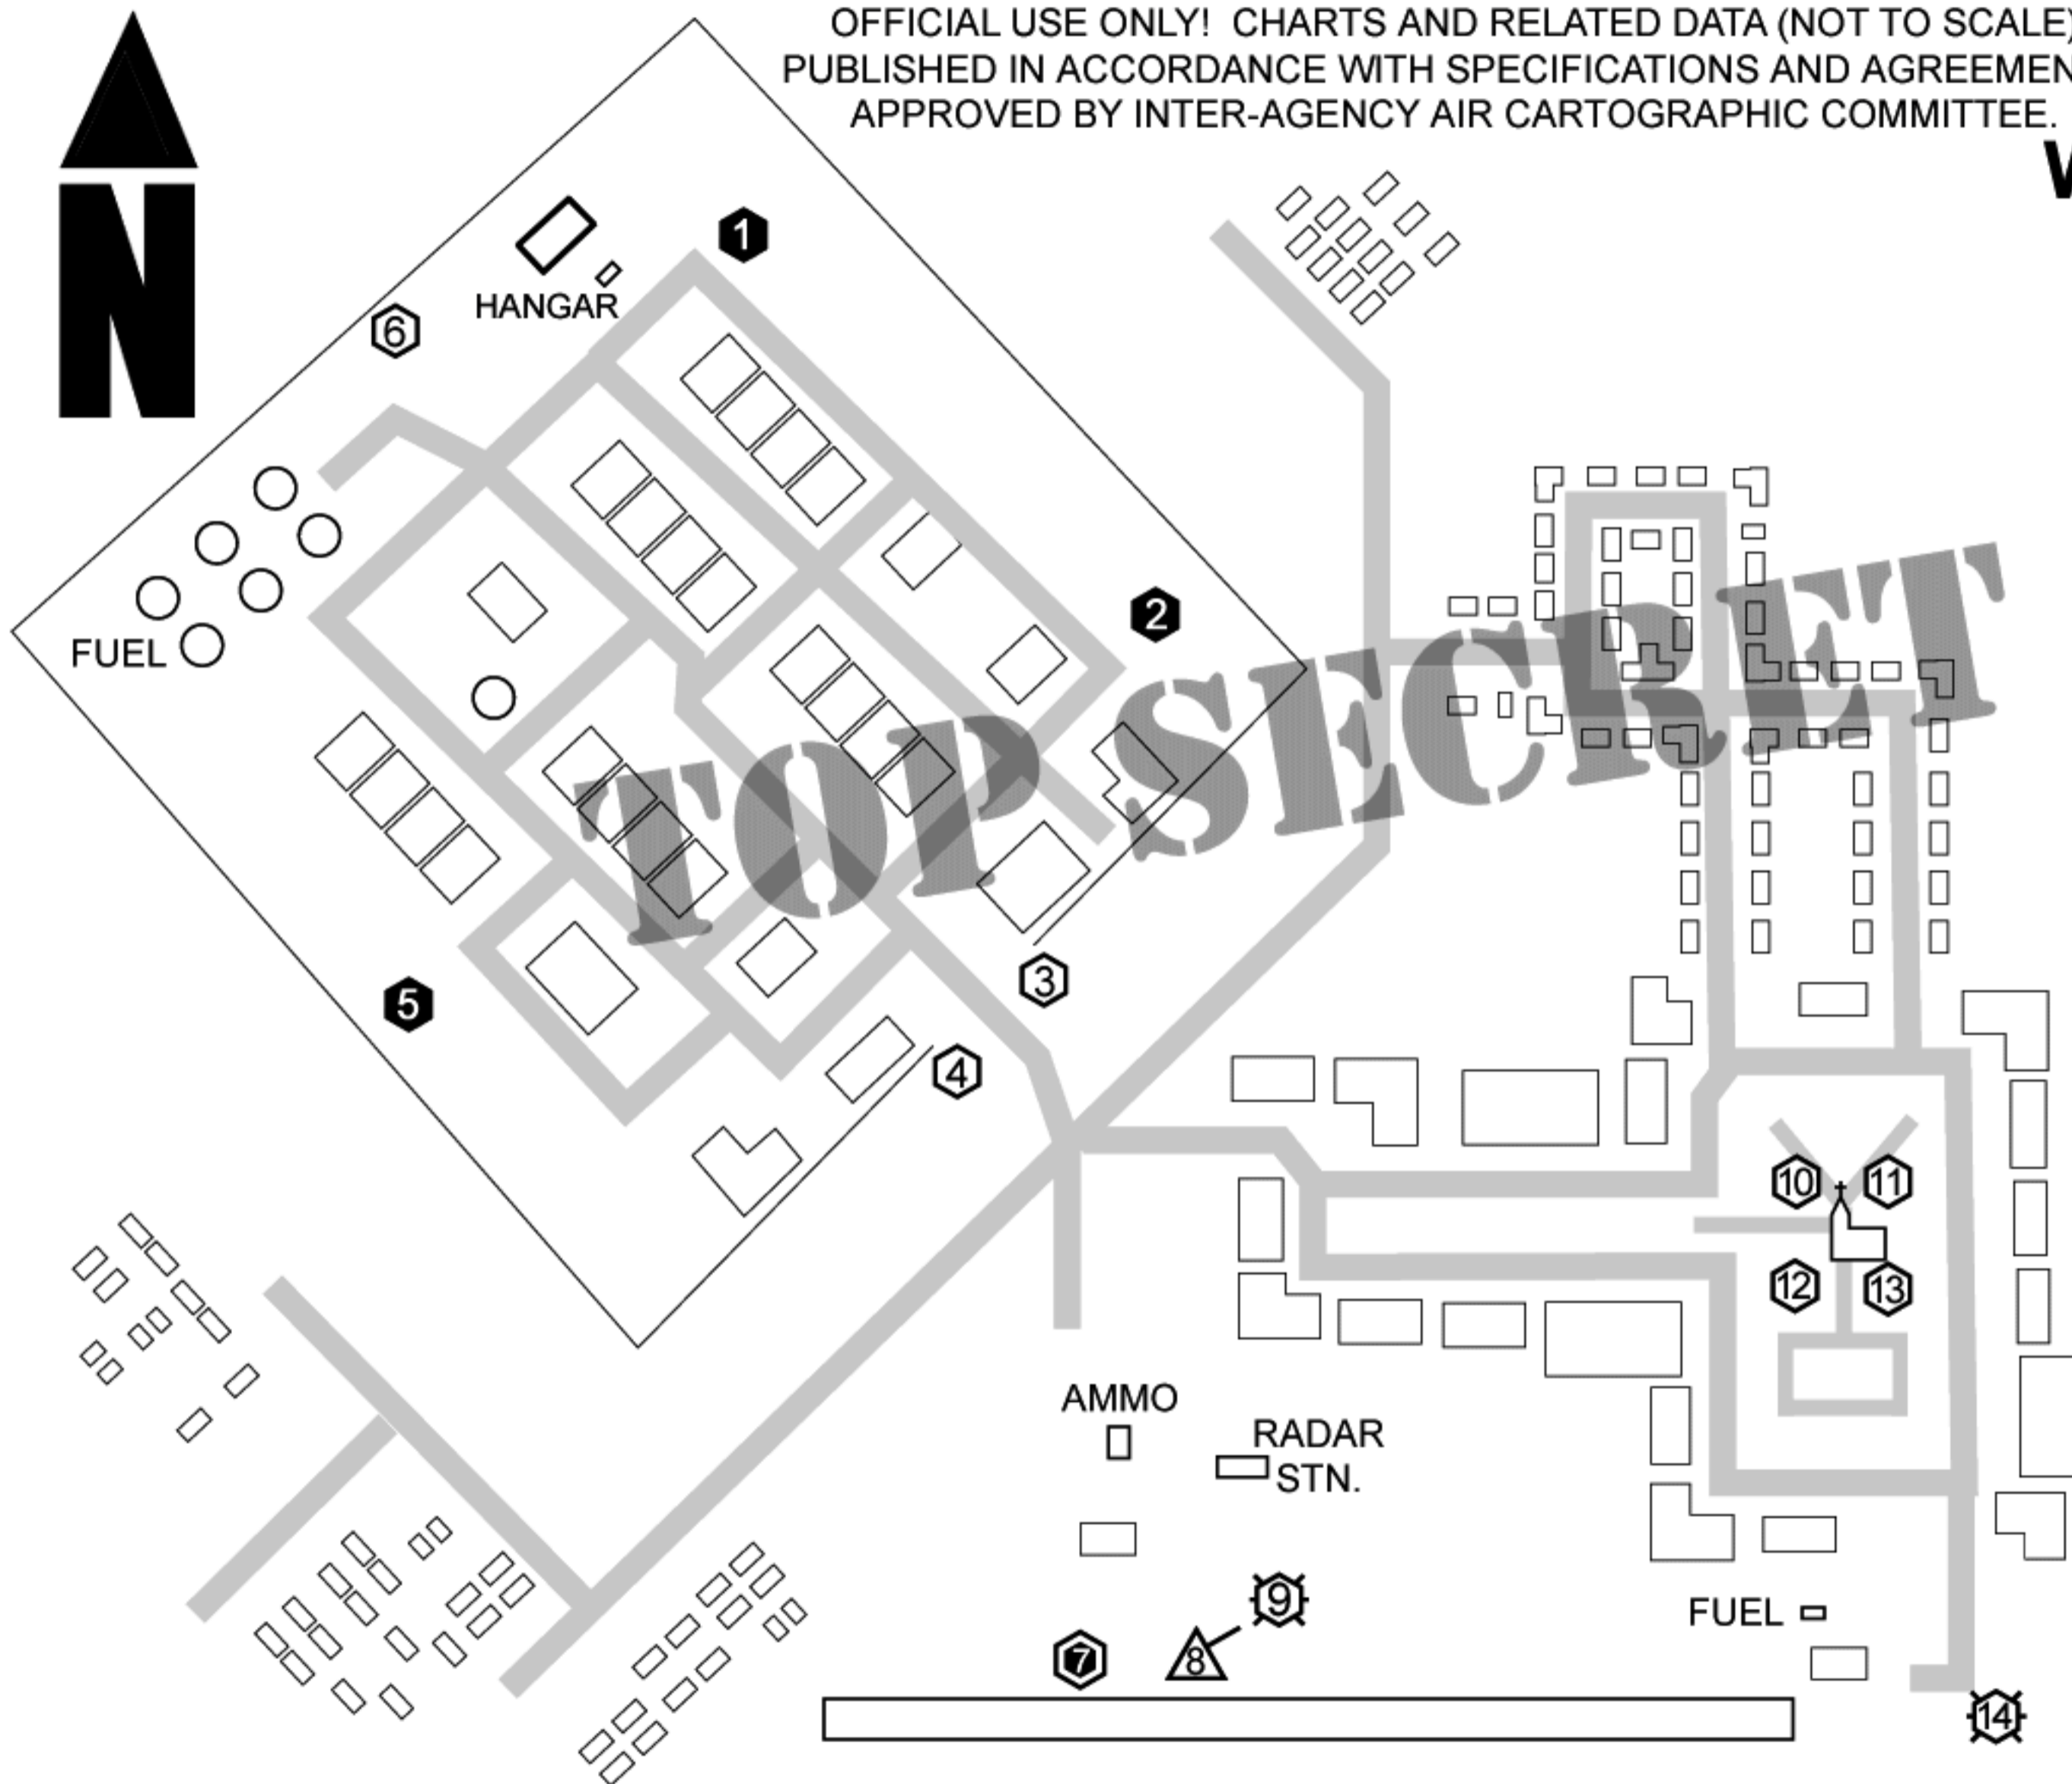 OFFICIAL USE ONLY! CHARTS AND RELATED DATA (NOT TO SCALE)
PUBLISHED IN ACCORDANCE WITH SPECIFICATIONS AND AGREEMEN
APPROVED BY INTER-AGENCY AIR CARTOGRAPHIC COMMITTEE.
N
1
HANGAR
6
2
FUEL
TOP SECRET
3
5
4
10
11
12
13
AMMO
RADAR
STN.
9
FUEL
7
8
14